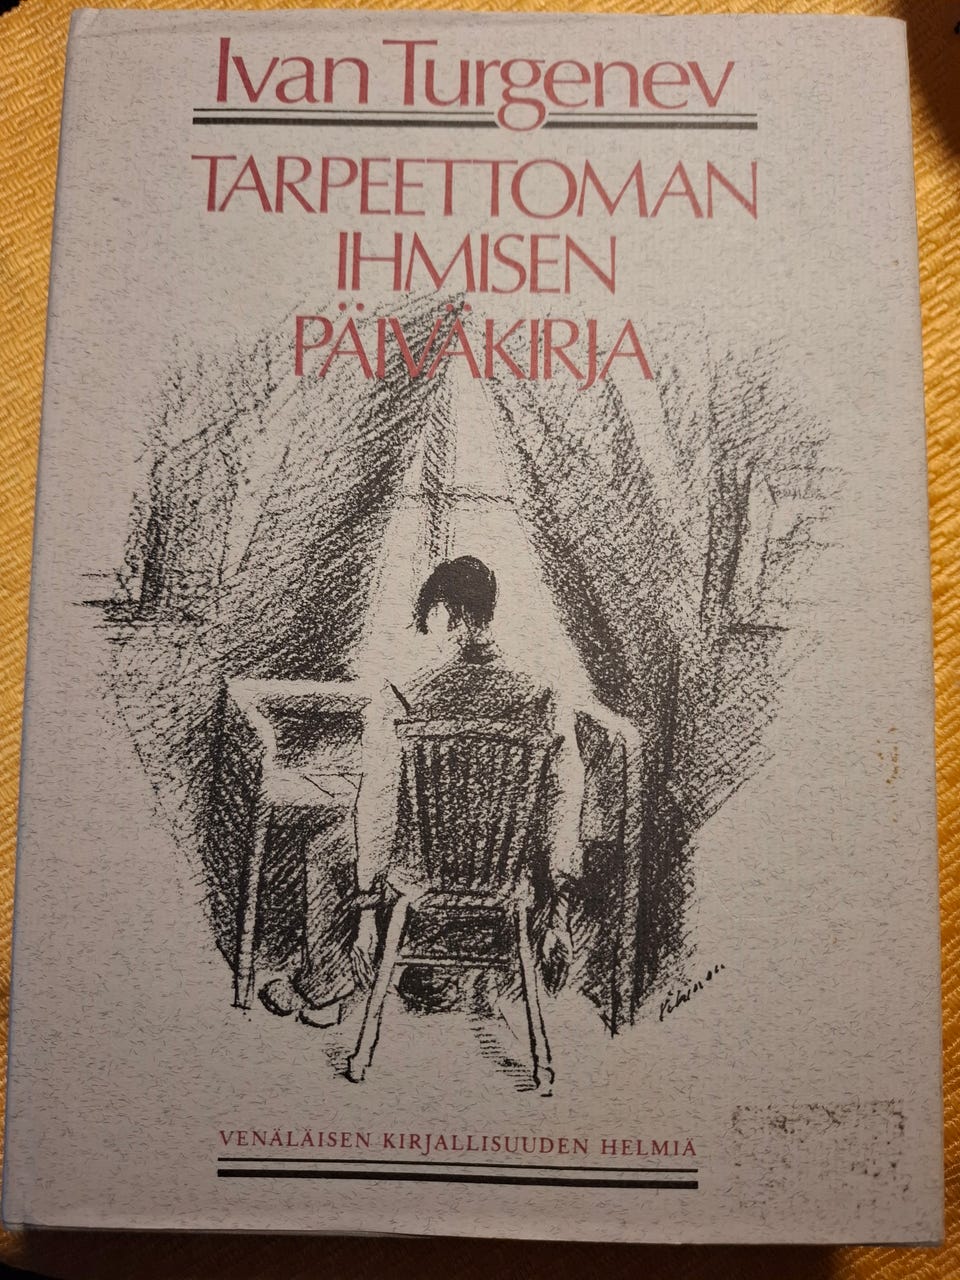 Ivan Turgenev
TARPEETTOMAN
IHMISEN
PÄIVÄKIRJA
VENÄLÄISEN KIRJALLISUUDEN HELMIÄ